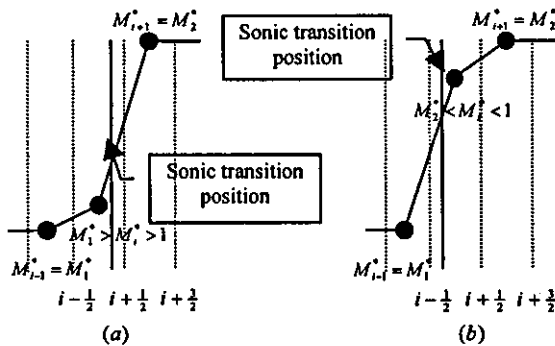 M*ᵢ₊₁ = M*₂
Sonic transition
position
M*ᵢ₊₁ = M*₂
M*₂ < M*ᵢ < 1
Sonic transition
position
M*₁ > M*ᵢ > 1
M*ᵢ₋₁ = M*₁
M*ᵢ₋₁ = M*₁
i − 1/2 i + 1/2 i + 3/2
i − 1/2 i + 1/2 i + 3/2
(a)
(b)